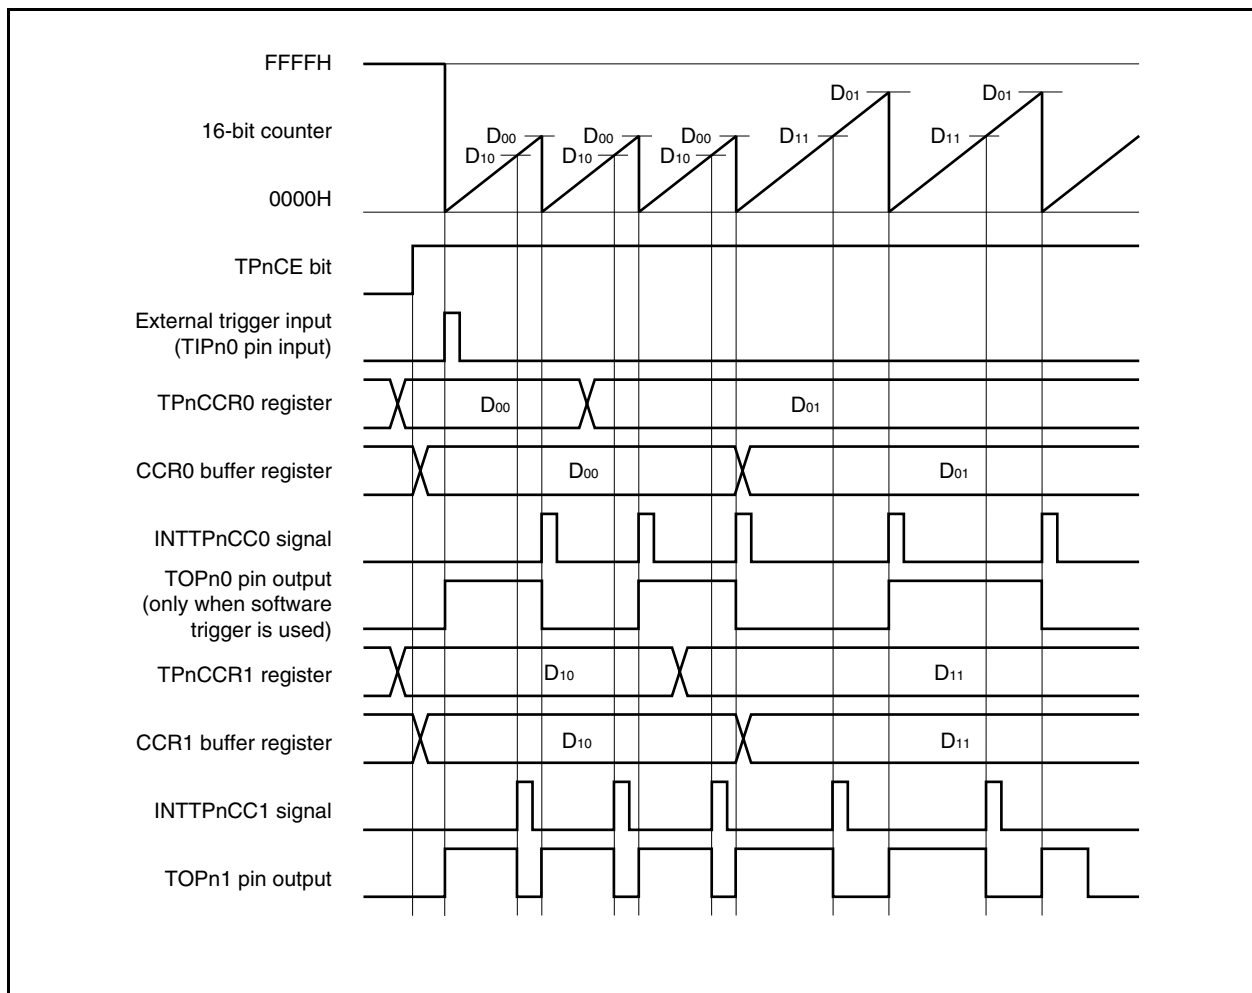 FFFFH
16-bit counter
0000H
D01 D01
D00 D00 D00 D11 D11
D10 D10 D10
TPnCE bit
External trigger input
(TIPn0 pin input)
TPnCCR0 register
D00 D01
CCR0 buffer register
D00 D01
INTTPnCC0 signal
TOPn0 pin output
(only when software
trigger is used)
TPnCCR1 register
D10 D11
CCR1 buffer register
D10 D11
INTTPnCC1 signal
TOPn1 pin output